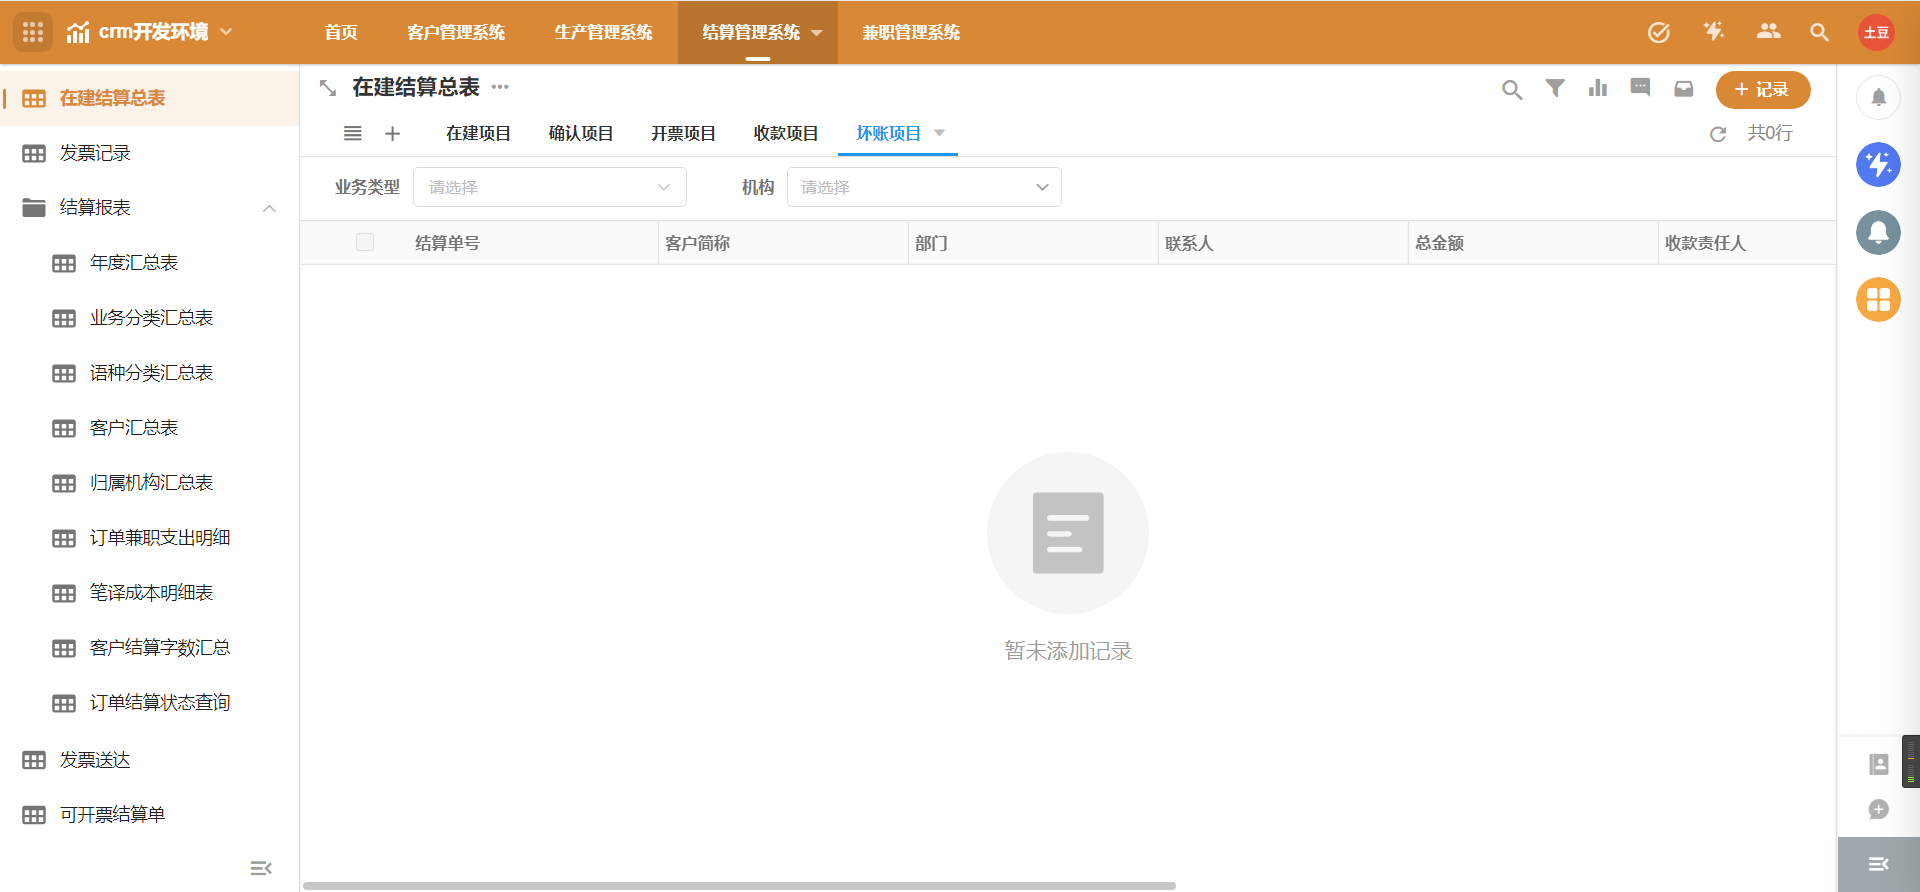 crm开发环境 首页 客户管理系统 生产管理系统 结算管理系统 兼职管理系统 土豆
在建结算总表
发票记录
结算报表
年度汇总表
业务分类汇总表
语种分类汇总表
客户汇总表
归属机构汇总表
订单兼职支出明细
笔译成本明细表
客户结算字数汇总
订单结算状态查询
发票送达
可开票结算单
在建结算总表 ··· + 记录
在建项目 确认项目 开票项目 收款项目 坏账项目 共0行
业务类型 请选择 机构 请选择
结算单号 客户简称 部门 联系人 总金额 收款责任人
暂未添加记录